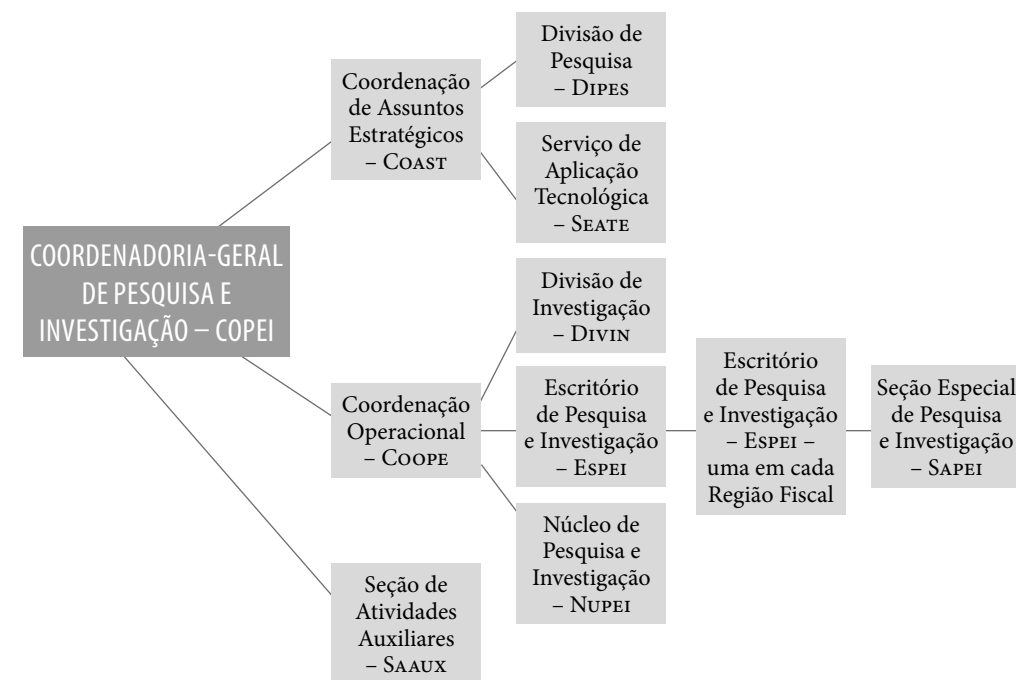 COORDENADORIA-GERAL
DE PESQUISA E
INVESTIGAÇÃO – COPEI
Coordenação
de Assuntos
Estratégicos
– Coast
Divisão de
Pesquisa
– Dipes
Serviço de
Aplicação
Tecnológica
– Seate
Coordenação
Operacional
– Coope
Divisão de
Investigação
– Divin
Escritório
de Pesquisa
e Investigação
– Espei
Escritório
de Pesquisa
e Investigação
– Espei –
uma em cada
Região Fiscal
Seção Especial
de Pesquisa
e Investigação
– Sapei
Núcleo de
Pesquisa e
Investigação
– Nupei
Seção de
Atividades
Auxiliares
– Saaux